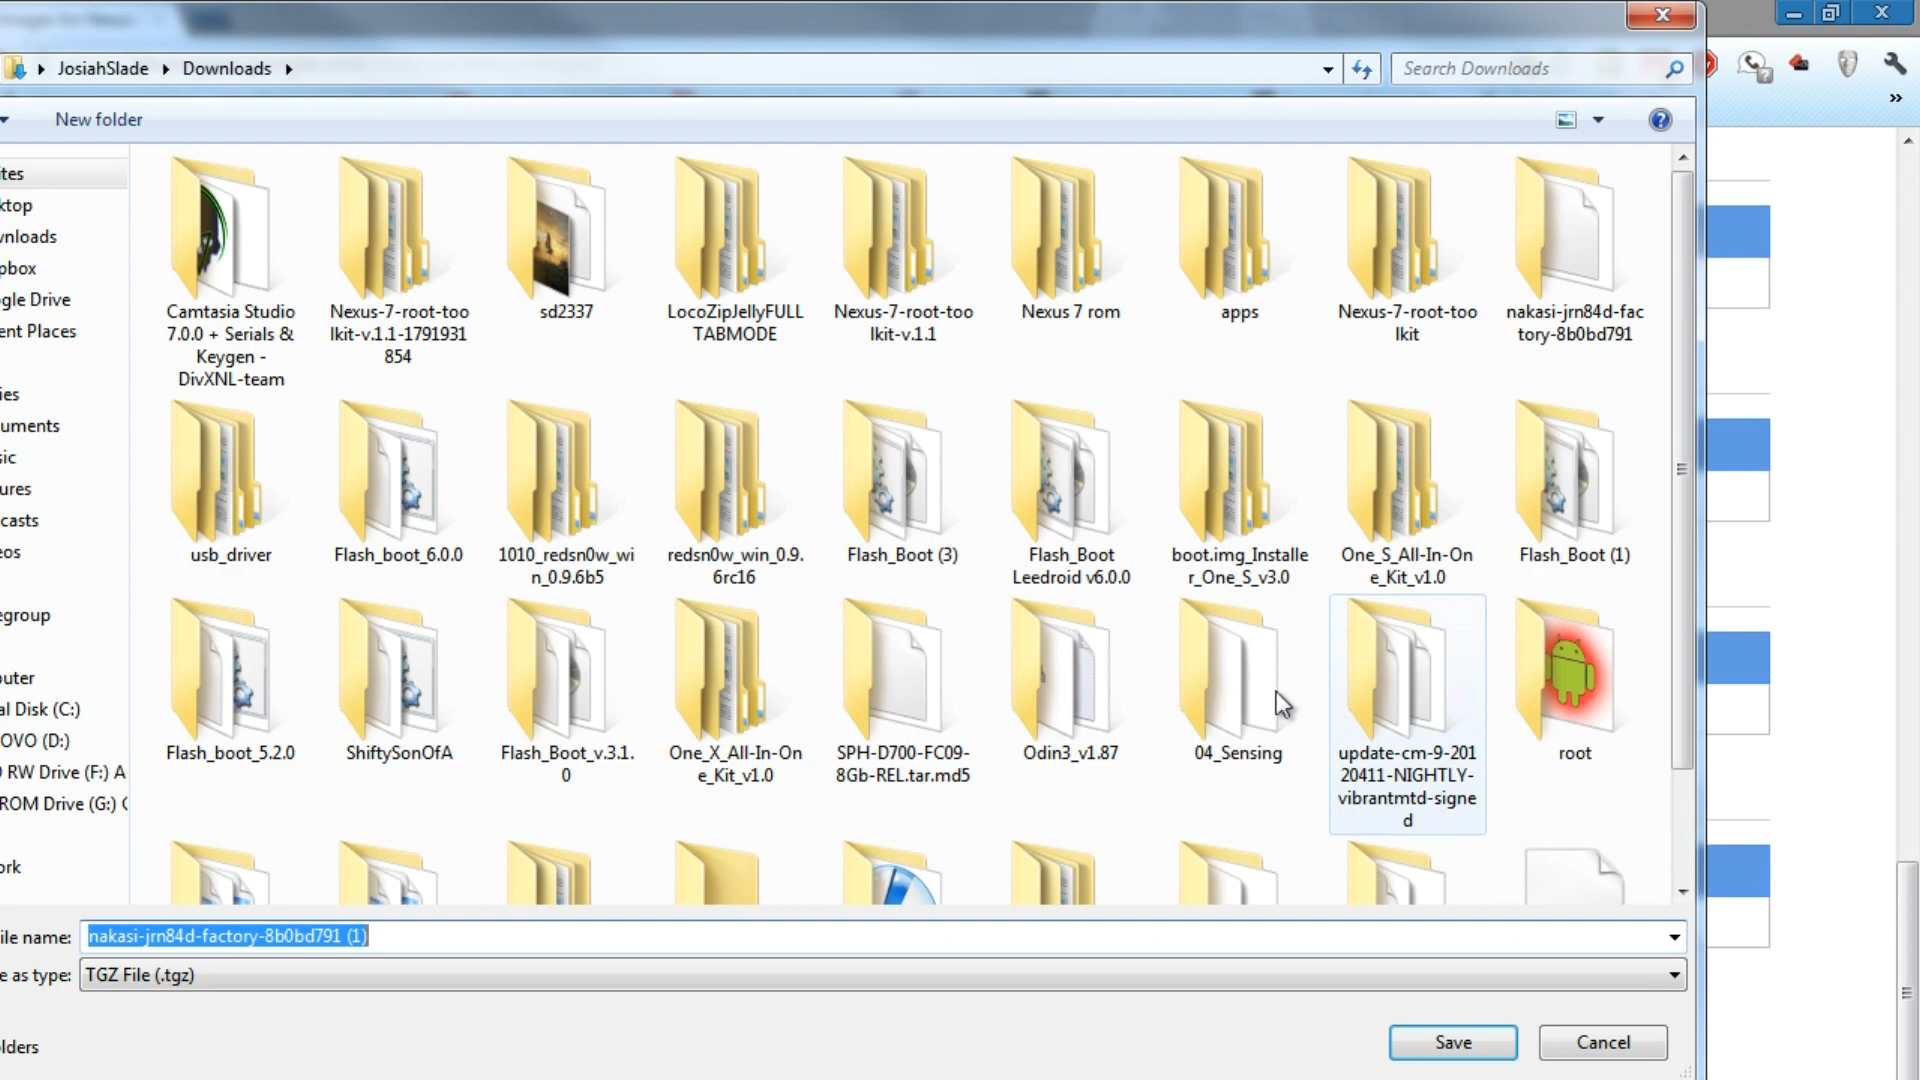 JosiahSlade Downloads
Search Downloads
New folder
ites
ktop
wnloads
pbox
gle Drive
ent Places
ies
uments
sic
ures
casts
eos
egroup
puter
al Disk (C:)
OVO (D:)
RW Drive (F:) A
ROM Drive (G:) C
ork
Camtasia Studio
7.0.0 + Serials &
Keygen -
DivXNL-team
Nexus-7-root-too
lkit-v.1.1-1791931
854
sd2337
LocoZipJellyFULL
TABMODE
Nexus-7-root-too
lkit-v.1.1
Nexus 7 rom
apps
Nexus-7-root-too
lkit
nakasi-jrn84d-fac
tory-8b0bd791
usb_driver
Flash_boot_6.0.0
1010_redsn0w_wi
n_0.9.6b5
redsn0w_win_0.9.
6rc16
Flash_Boot (3)
Flash_Boot
Leedroid v6.0.0
boot.img_Installe
r_One_S_v3.0
One_S_All-In-On
e_Kit_v1.0
Flash_Boot (1)
Flash_boot_5.2.0
ShiftySonOfA
Flash_Boot_v.3.1.
0
One_X_All-In-On
e_Kit_v1.0
SPH-D700-FC09-
8Gb-REL.tar.md5
Odin3_v1.87
04_Sensing
update-cm-9-201
20411-NIGHTLY-
vibrantmtd-signe
d
root
ile name: nakasi-jrn84d-factory-8b0bd791 (1)
e as type: TGZ File (.tgz)
lders
Save
Cancel